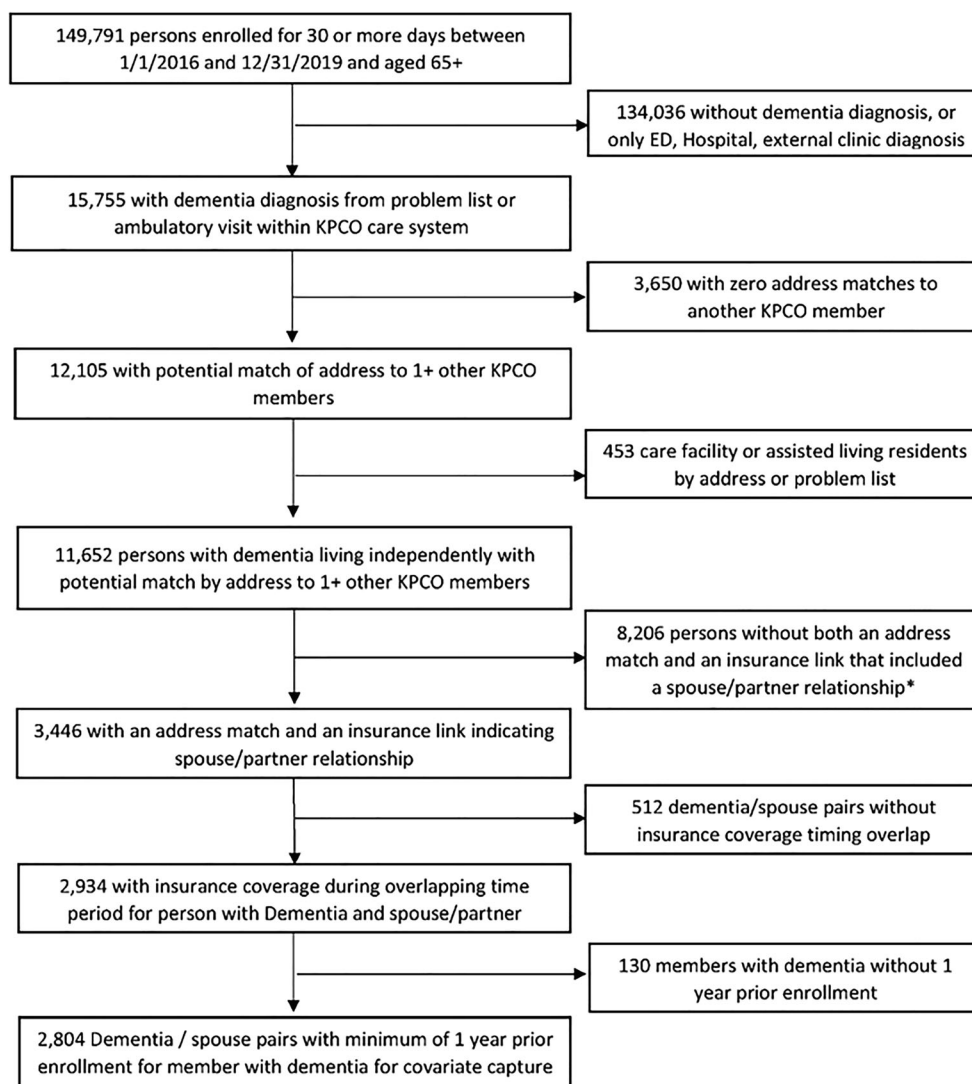 149,791 persons enrolled for 30 or more days between
1/1/2016 and 12/31/2019 and aged 65+
134,036 without dementia diagnosis, or
only ED, Hospital, external clinic diagnosis
15,755 with dementia diagnosis from problem list or
ambulatory visit within KPCO care system
3,650 with zero address matches to
another KPCO member
12,105 with potential match of address to 1+ other KPCO
members
453 care facility or assisted living residents
by address or problem list
11,652 persons with dementia living independently with
potential match by address to 1+ other KPCO members
8,206 persons without both an address
match and an insurance link that included
a spouse/partner relationship*
3,446 with an address match and an insurance link indicating
spouse/partner relationship
512 dementia/spouse pairs without
insurance coverage timing overlap
2,934 with insurance coverage during overlapping time
period for person with Dementia and spouse/partner
130 members with dementia without 1
year prior enrollment
2,804 Dementia / spouse pairs with minimum of 1 year prior
enrollment for member with dementia for covariate capture